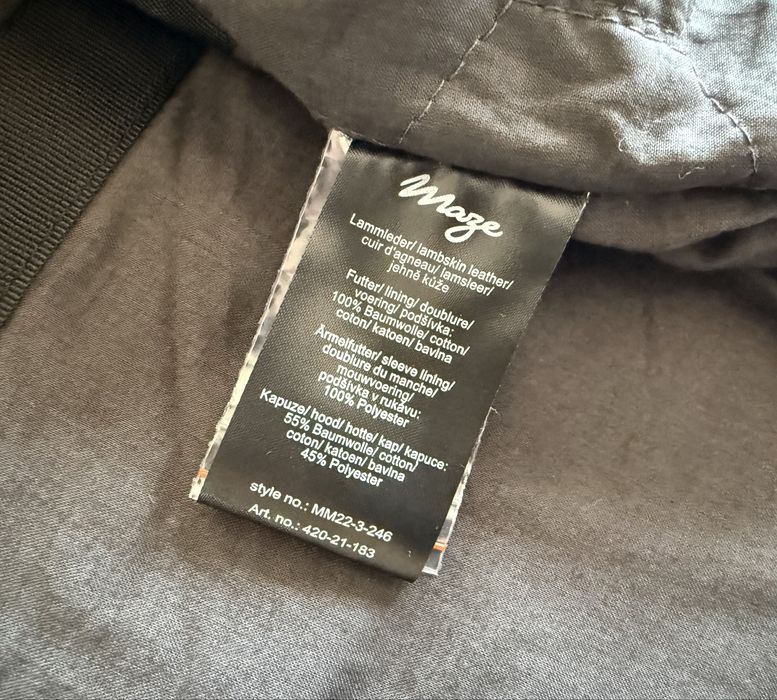 Maze
Lammleder/ lambskin leather/
cuir d'agneau/ lamsleer/
jehně kůže
Futter/ lining/ doublure/
voering/ podšívka:
100% Baumwolle/ cotton/
coton/ katoen/ bavlna
Ärmelfutter/ sleeve lining/
doublure du manche/
mouwvoering/
podšívka v rukávu:
100% Polyester
Kapuze/ hood/ hotte/ kap/ kapuce:
55% Baumwolle/ cotton/
coton/ katoen/ bavlna
45% Polyester
style no.: MM22-3-246
Art. no.: 420-21-183